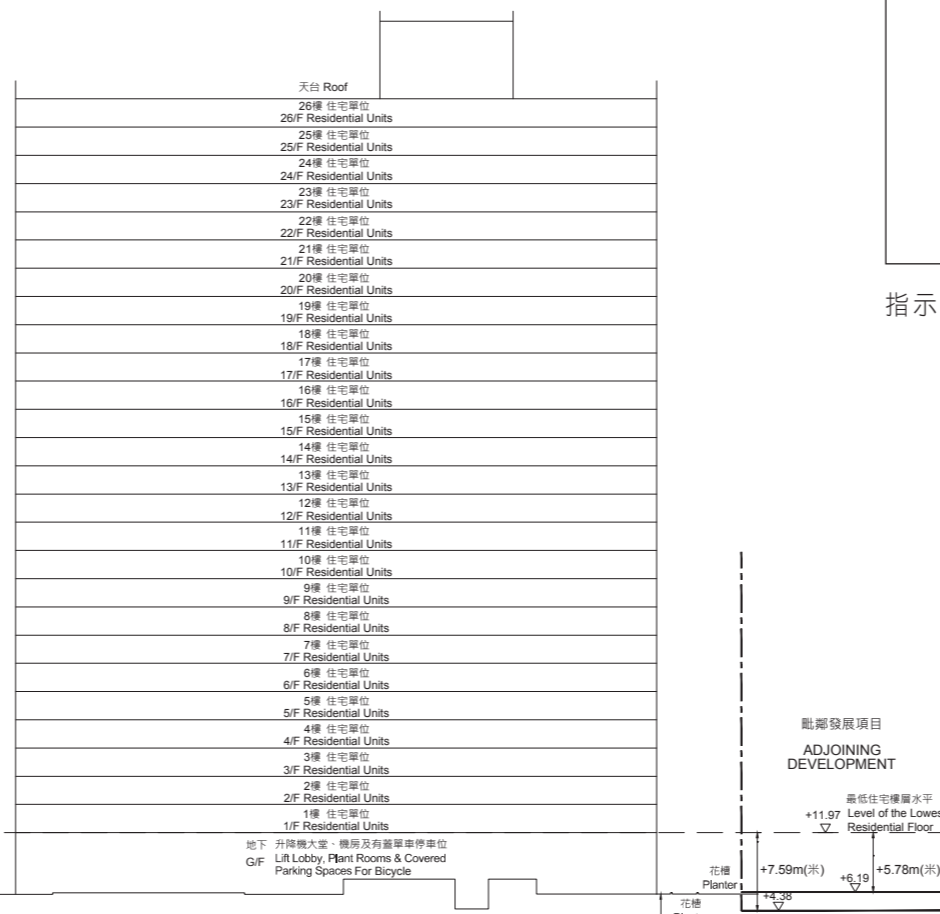 天台 Roof
26樓 住宅單位
26/F Residential Units
25樓 住宅單位
25/F Residential Units
24樓 住宅單位
24/F Residential Units
23樓 住宅單位
23/F Residential Units
22樓 住宅單位
22/F Residential Units
21樓 住宅單位
21/F Residential Units
20樓 住宅單位
20/F Residential Units
19樓 住宅單位
19/F Residential Units
18樓 住宅單位
18/F Residential Units
17樓 住宅單位
17/F Residential Units
16樓 住宅單位
16/F Residential Units
15樓 住宅單位
15/F Residential Units
14樓 住宅單位
14/F Residential Units
13樓 住宅單位
13/F Residential Units
12樓 住宅單位
12/F Residential Units
11樓 住宅單位
11/F Residential Units
10樓 住宅單位
10/F Residential Units
9樓 住宅單位
9/F Residential Units
8樓 住宅單位
8/F Residential Units
7樓 住宅單位
7/F Residential Units
6樓 住宅單位
6/F Residential Units
5樓 住宅單位
5/F Residential Units
4樓 住宅單位
4/F Residential Units
3樓 住宅單位
3/F Residential Units
2樓 住宅單位
2/F Residential Units
1樓 住宅單位
1/F Residential Units
地下 升降機大堂、機房及有蓋單車停車位
G/F Lift Lobby, Plant Rooms & Covered
Parking Spaces For Bicycle
指示
毗鄰發展項目
ADJOINING
DEVELOPMENT
最低住宅樓層水平
+11.97 Level of the Lowes
Residential Floor
+7.59m(米)
+5.78m(米)
+6.19
+4.38
花槽
Planter
花槽